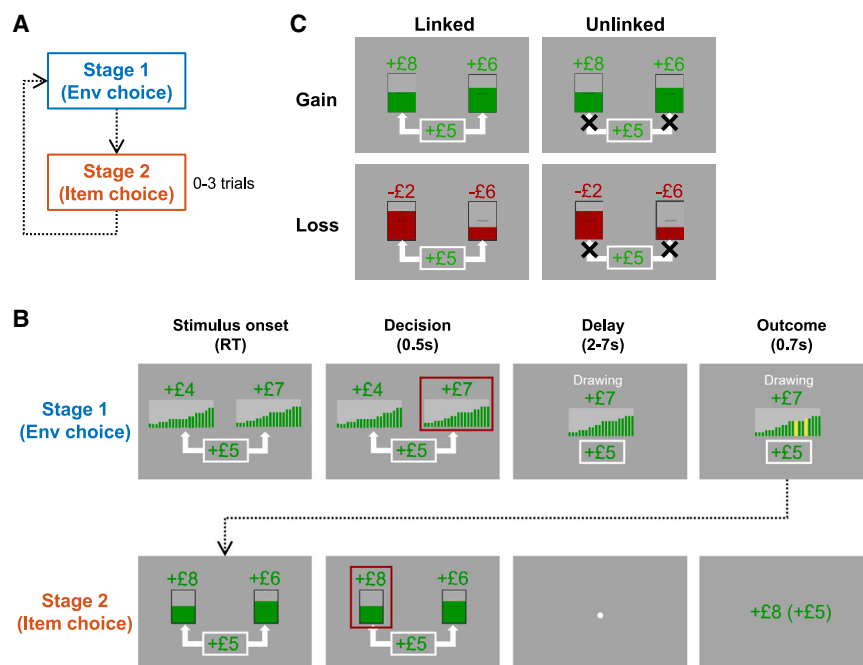 A
Stage 1
(Env choice)
Stage 2
(Item choice)
0-3 trials
C
Linked
Unlinked
Gain
+£8
+£6
+£5
+£8
+£6
+£5
Loss
-£2
-£6
+£5
-£2
-£6
+£5
B
Stimulus onset
(RT)
Decision
(0.5s)
Delay
(2-7s)
Outcome
(0.7s)
Stage 1
(Env choice)
+£4
+£7
+£5
+£4
+£7
+£5
Drawing
+£7
+£5
Drawing
+£7
+£5
Stage 2
(Item choice)
+£8
+£6
+£5
+£8
+£6
+£5
+£8 (+£5)